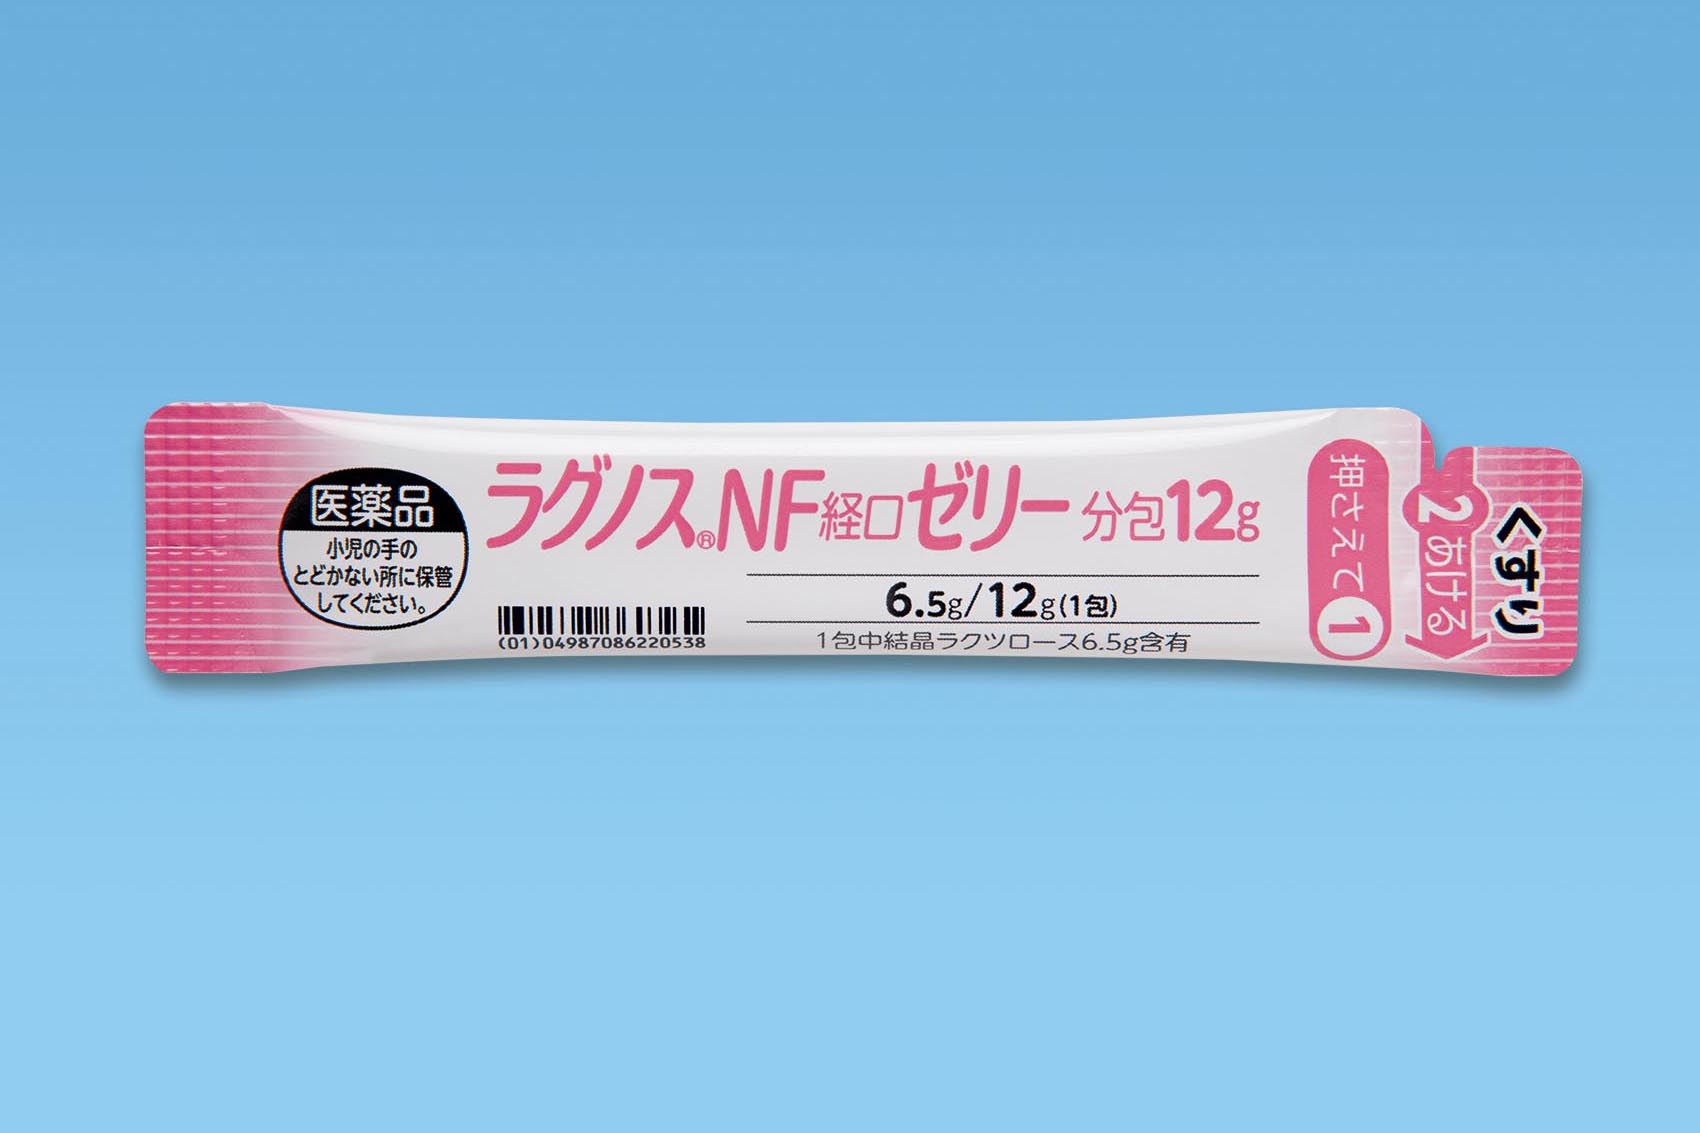 医薬品
小児の手の
とどかない所に保管
してください。
ラグノス®NF経口ゼリー 分包12g
6.5g/12g(1包)
1包中結晶ラクツロース6.5g含有
(01)04987086220538
押さえて1
2あける
くすり